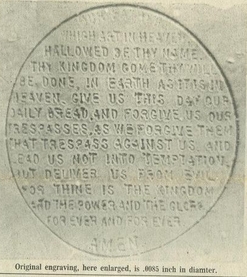 WHICH ART IN HEAVEN
HALLOWED BE THY NAME
THY KINGDOM COME THY WILL
BE DONE, IN EARTH AS IT IS IN
HEAVEN. GIVE US THIS DAY OUR
DAILY BREAD, AND FORGIVE US OUR
TRESPASSES, AS WE FORGIVE THEM
THAT TRESPASS AGAINST US, AND
LEAD US NOT INTO TEMPTATION,
BUT DELIVER US FROM EVIL
FOR THINE IS THE KINGDOM
AND THE POWER AND THE GLORY
FOR EVER AND FOR EVER
AMEN
Original engraving, here enlarged, is .0085 inch in diamter.